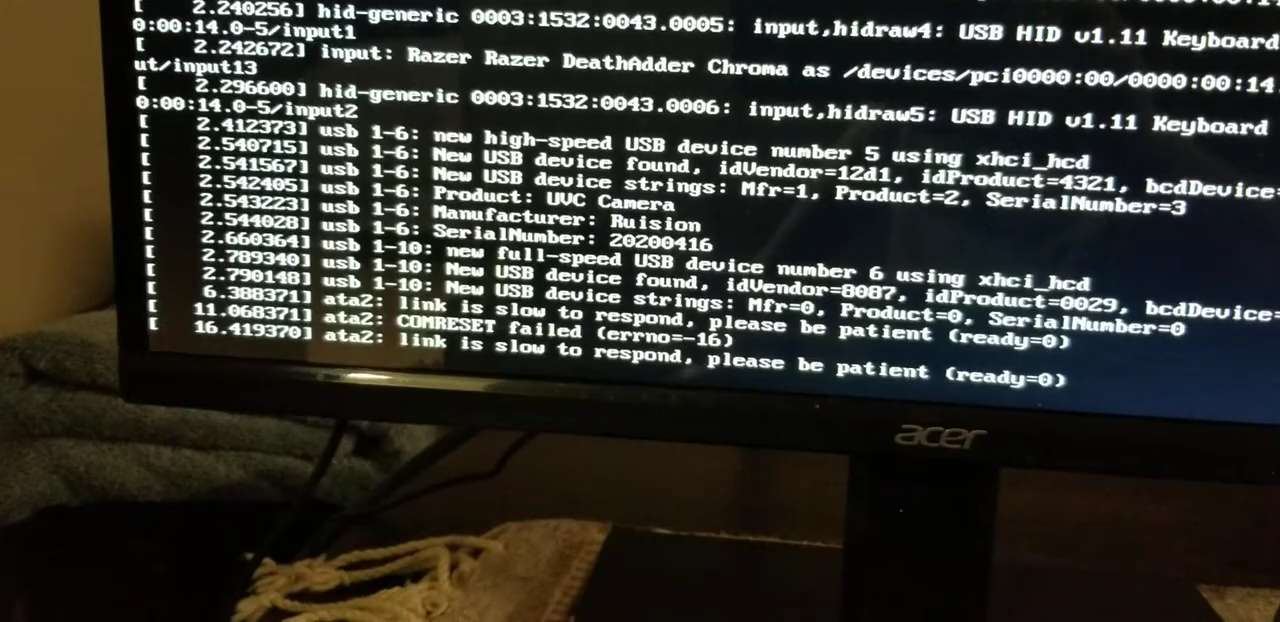 [    2.240256] hid-generic 0003:1532:0043.0005: input,hidraw4: USB HID v1.11 Keyboard
0:00:14.0-5/input1
[    2.242672] input: Razer Razer DeathAdder Chroma as /devices/pci0000:00/0000:00:14
ut/input13
[    2.296600] hid-generic 0003:1532:0043.0006: input,hidraw5: USB HID v1.11 Keyboard
0:00:14.0-5/input2
[    2.412373] usb 1-6: new high-speed USB device number 5 using xhci_hcd
[    2.540715] usb 1-6: New USB device found, idVendor=12d1, idProduct=4321, bcdDevice=
[    2.541567] usb 1-6: New USB device strings: Mfr=1, Product=2, SerialNumber=3
[    2.542405] usb 1-6: Product: UVC Camera
[    2.543223] usb 1-6: Manufacturer: Ruision
[    2.544028] usb 1-6: SerialNumber: 20200416
[    2.660364] usb 1-10: new full-speed USB device number 6 using xhci_hcd
[    2.789340] usb 1-10: New USB device found, idVendor=8087, idProduct=0029, bcdDevice=
[    2.790148] usb 1-10: New USB device strings: Mfr=0, Product=0, SerialNumber=0
[    6.388371] ata2: link is slow to respond, please be patient (ready=0)
[   11.068371] ata2: COMRESET failed (errno=-16)
[   16.419370] ata2: link is slow to respond, please be patient (ready=0)
acer